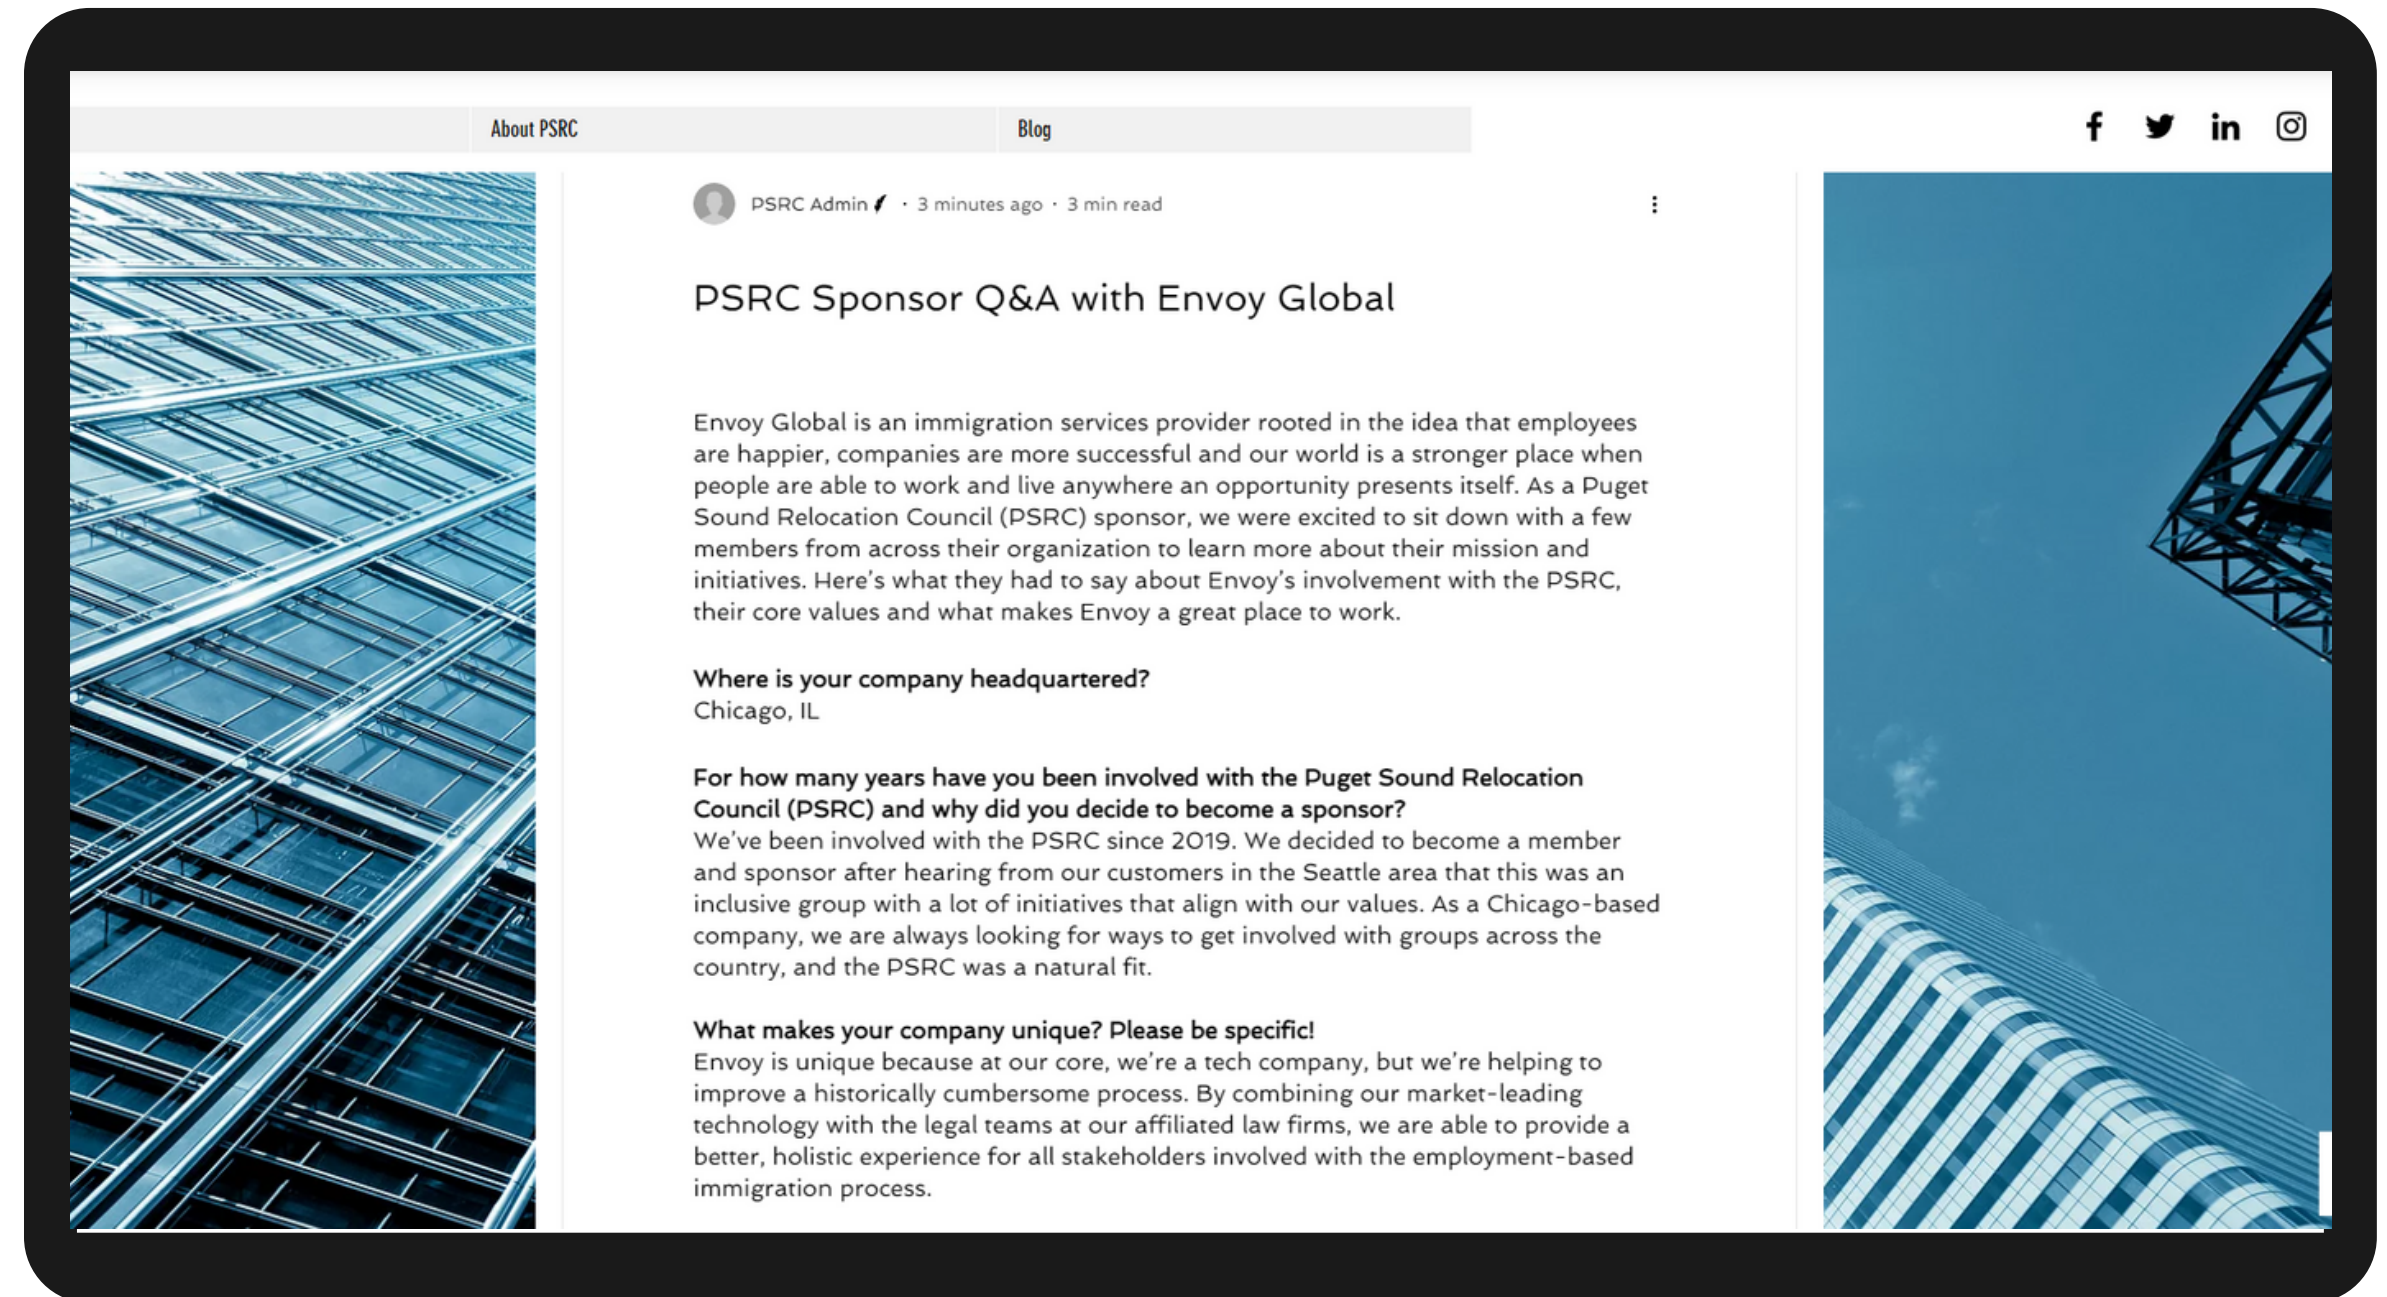 About PSRC
Blog
PSRC Admin · 3 minutes ago · 3 min read
PSRC Sponsor Q&A with Envoy Global
Envoy Global is an immigration services provider rooted in the idea that employees
are happier, companies are more successful and our world is a stronger place when
people are able to work and live anywhere an opportunity presents itself. As a Puget
Sound Relocation Council (PSRC) sponsor, we were excited to sit down with a few
members from across their organization to learn more about their mission and
initiatives. Here's what they had to say about Envoy's involvement with the PSRC,
their core values and what makes Envoy a great place to work.
Where is your company headquartered?
Chicago, IL
For how many years have you been involved with the Puget Sound Relocation
Council (PSRC) and why did you decide to become a sponsor?
We've been involved with the PSRC since 2019. We decided to become a member
and sponsor after hearing from our customers in the Seattle area that this was an
inclusive group with a lot of initiatives that align with our values. As a Chicago-based
company, we are always looking for ways to get involved with groups across the
country, and the PSRC was a natural fit.
What makes your company unique? Please be specific!
Envoy is unique because at our core, we're a tech company, but we're helping to
improve a historically cumbersome process. By combining our market-leading
technology with the legal teams at our affiliated law firms, we are able to provide a
better, holistic experience for all stakeholders involved with the employment-based
immigration process.